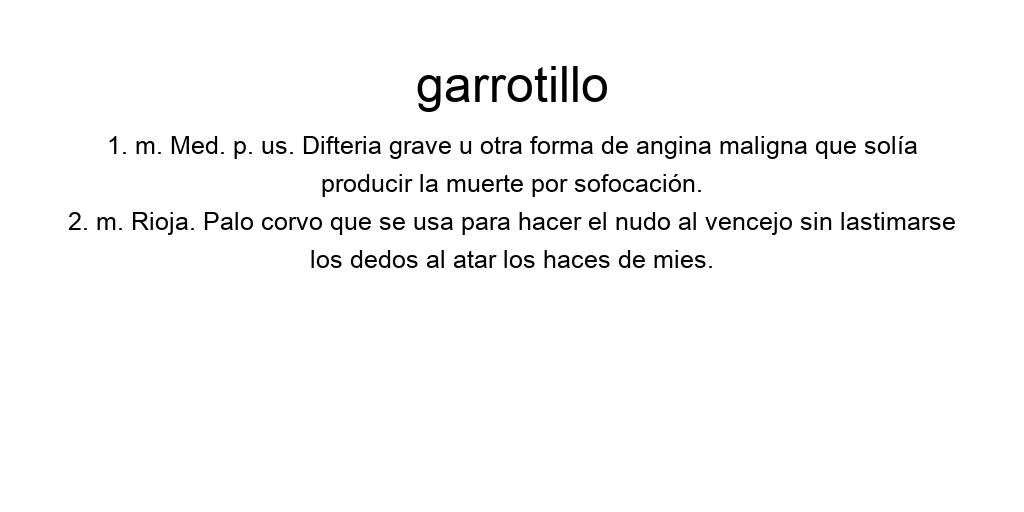 garrotillo
1. m. Med. p. us. Difteria grave u otra forma de angina maligna que solía
producir la muerte por sofocación.
2. m. Rioja. Palo corvo que se usa para hacer el nudo al vencejo sin lastimarse
los dedos al atar los haces de mies.